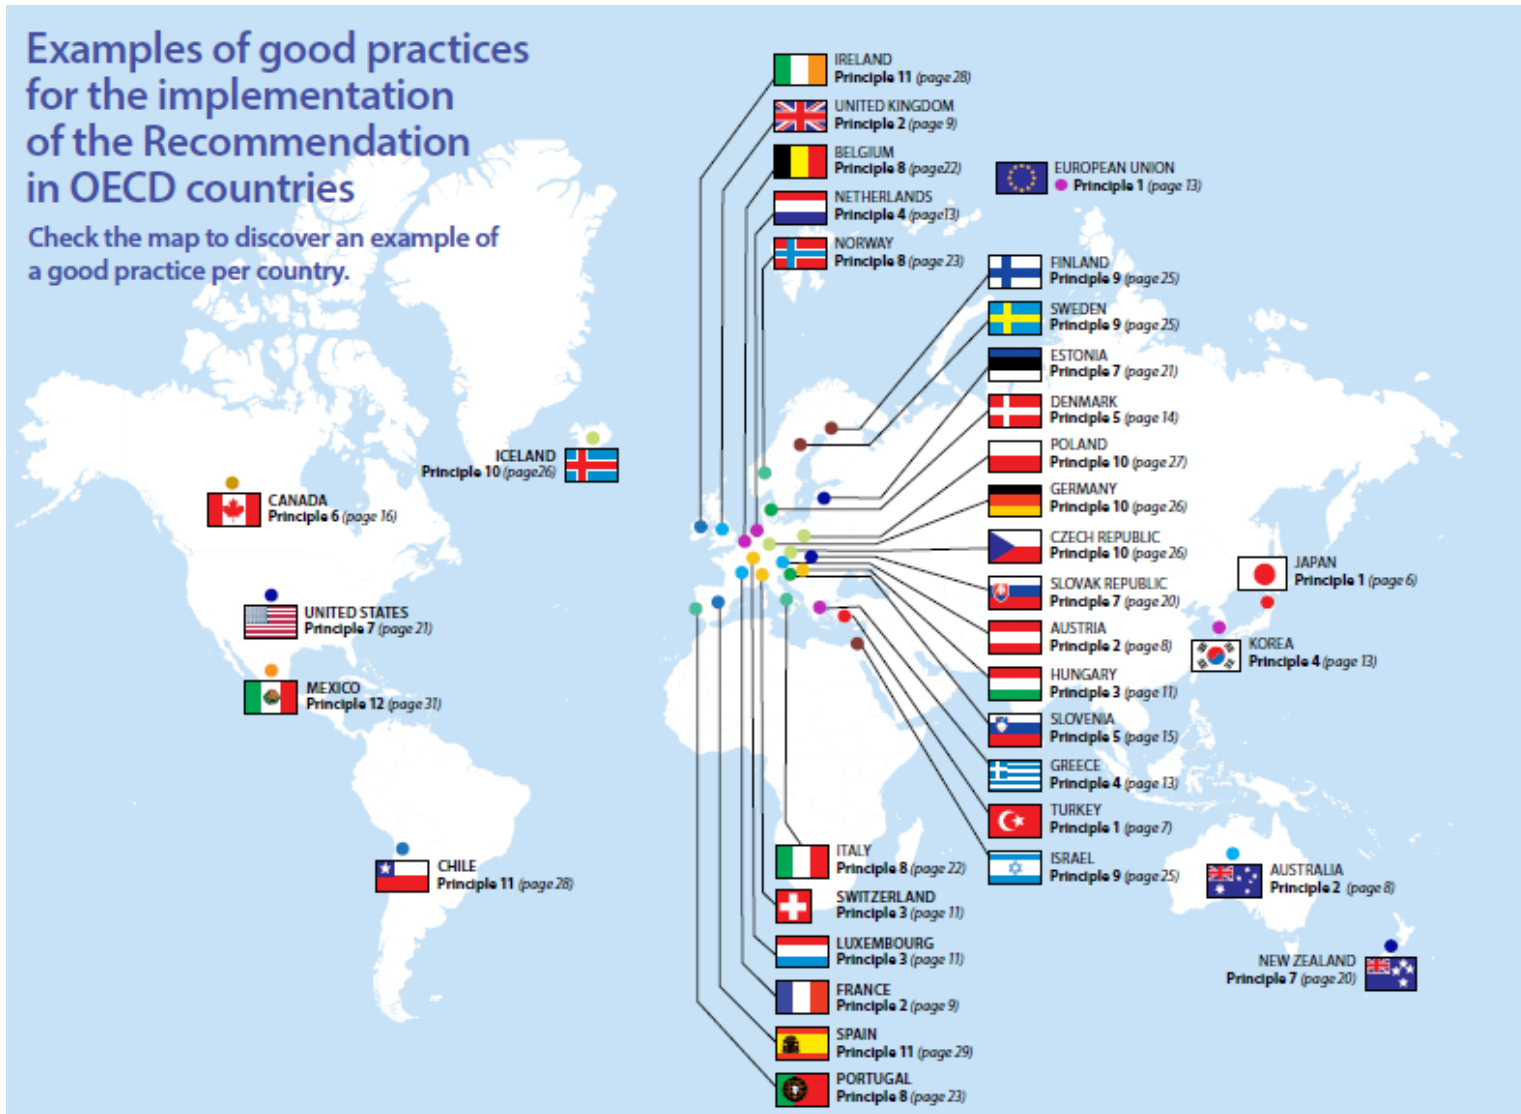 Examples of good practices
for the implementation
of the Recommendation
in OECD countries
Check the map to discover an example of
a good practice per country.
IRELAND
Principle 11 (page 28)
UNITED KINGDOM
Principle 2 (page 9)
BELGIUM
Principle 8 (page22)
NETHERLANDS
Principle 4 (page13)
NORWAY
Principle 8 (page 23)
EUROPEAN UNION
Principle 1 (page 13)
FINLAND
Principle 9 (page 25)
SWEDEN
Principle 9 (page 25)
ESTONIA
Principle 7 (page 21)
DENMARK
Principle 5 (page 14)
POLAND
Principle 10 (page 27)
GERMANY
Principle 10 (page 26)
CZECH REPUBLIC
Principle 10 (page 26)
SLOVAK REPUBLIC
Principle 7 (page 20)
AUSTRIA
Principle 2 (page 8)
HUNGARY
Principle 3 (page 11)
SLOVENIA
Principle 5 (page 15)
GREECE
Principle 4 (page 13)
TURKEY
Principle 1 (page 7)
ISRAEL
Principle 9 (page 25)
ICELAND
Principle 10 (page26)
CANADA
Principle 6 (page 16)
UNITED STATES
Principle 7 (page 21)
MEXICO
Principle 12 (page 31)
CHILE
Principle 11 (page 28)
ITALY
Principle 8 (page 22)
SWITZERLAND
Principle 3 (page 11)
LUXEMBOURG
Principle 3 (page 11)
FRANCE
Principle 2 (page 9)
SPAIN
Principle 11 (page 29)
PORTUGAL
Principle 8 (page 23)
JAPAN
Principle 1 (page 6)
KOREA
Principle 4 (page 13)
AUSTRALIA
Principle 2 (page 8)
NEW ZEALAND
Principle 7 (page 20)